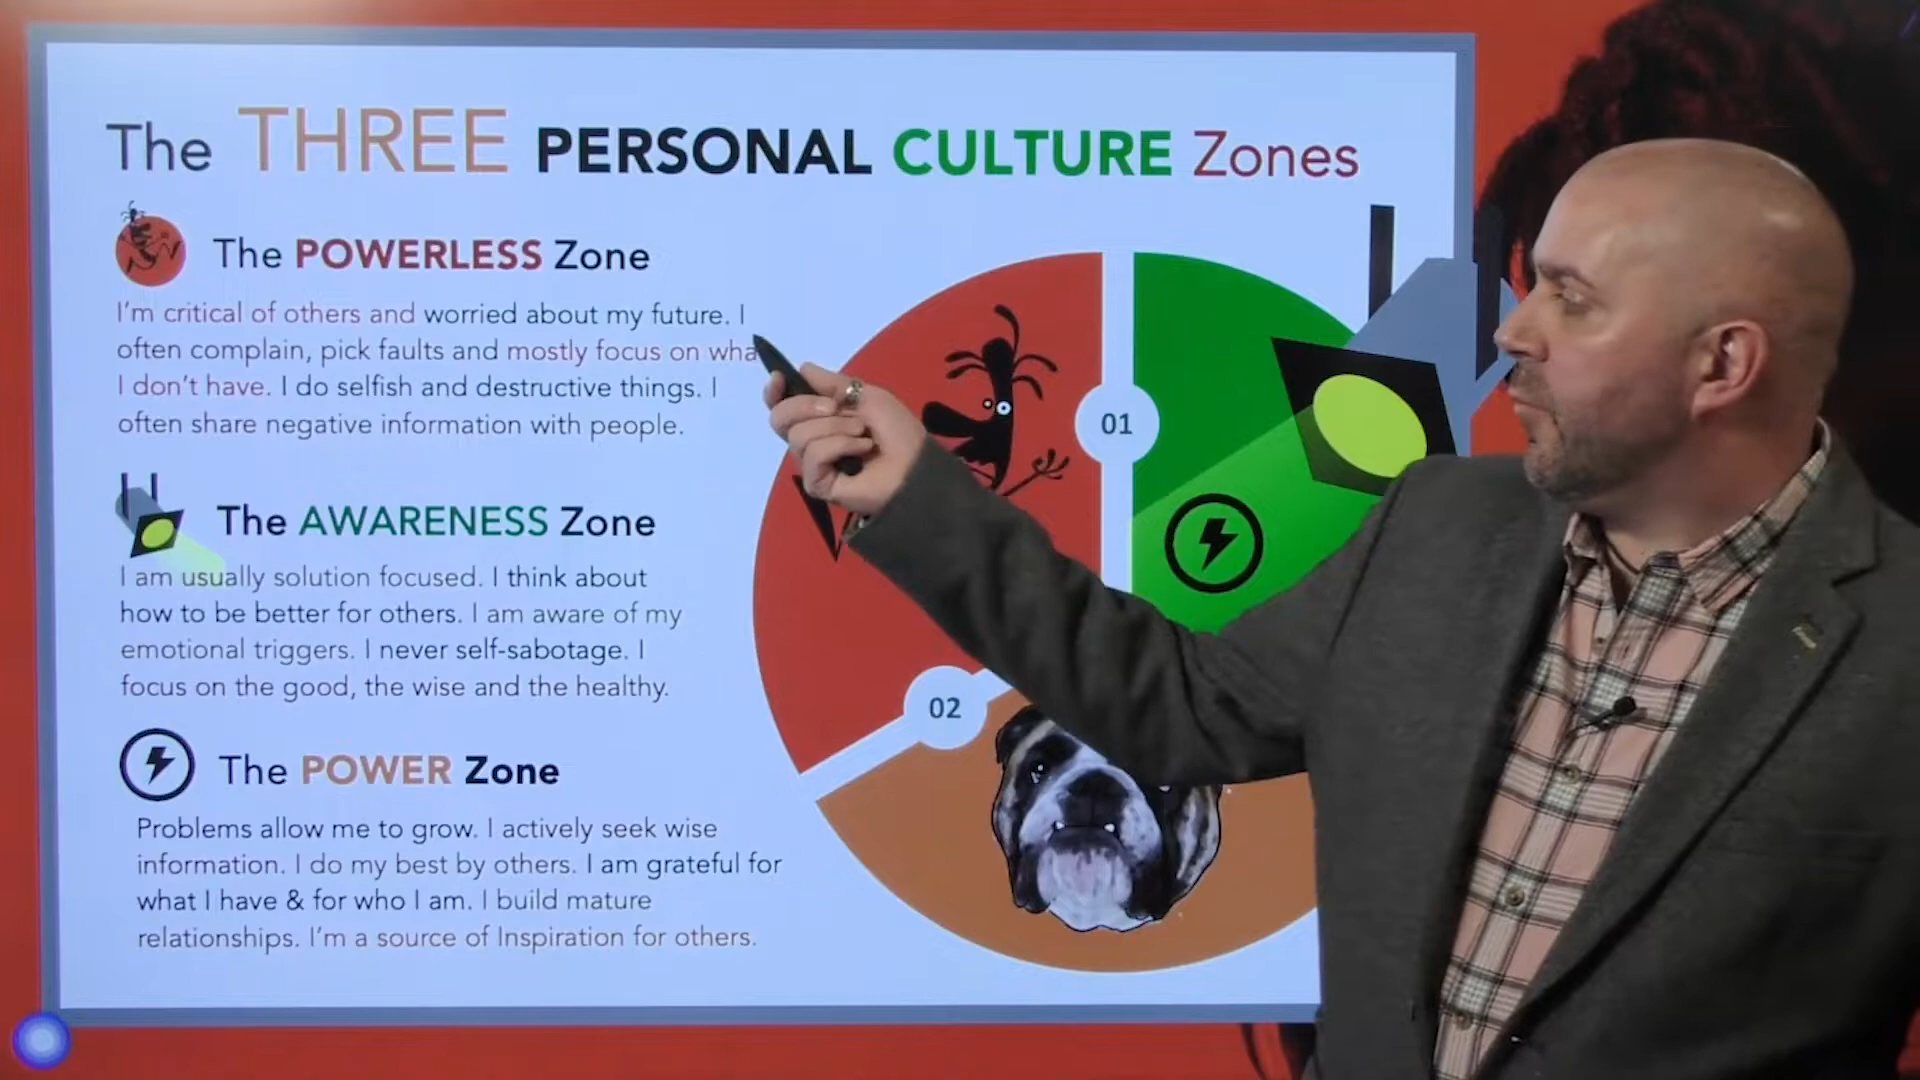 The THREE PERSONAL CULTURE Zones
The POWERLESS Zone
I'm critical of others and worried about my future. I
often complain, pick faults and mostly focus on wha
I don't have. I do selfish and destructive things. I
often share negative information with people.
The AWARENESS Zone
I am usually solution focused. I think about
how to be better for others. I am aware of my
emotional triggers. I never self-sabotage. I
focus on the good, the wise and the healthy.
The POWER Zone
Problems allow me to grow. I actively seek wise
information. I do my best by others. I am grateful for
what I have & for who I am. I build mature
relationships. I'm a source of Inspiration for others.
01
02